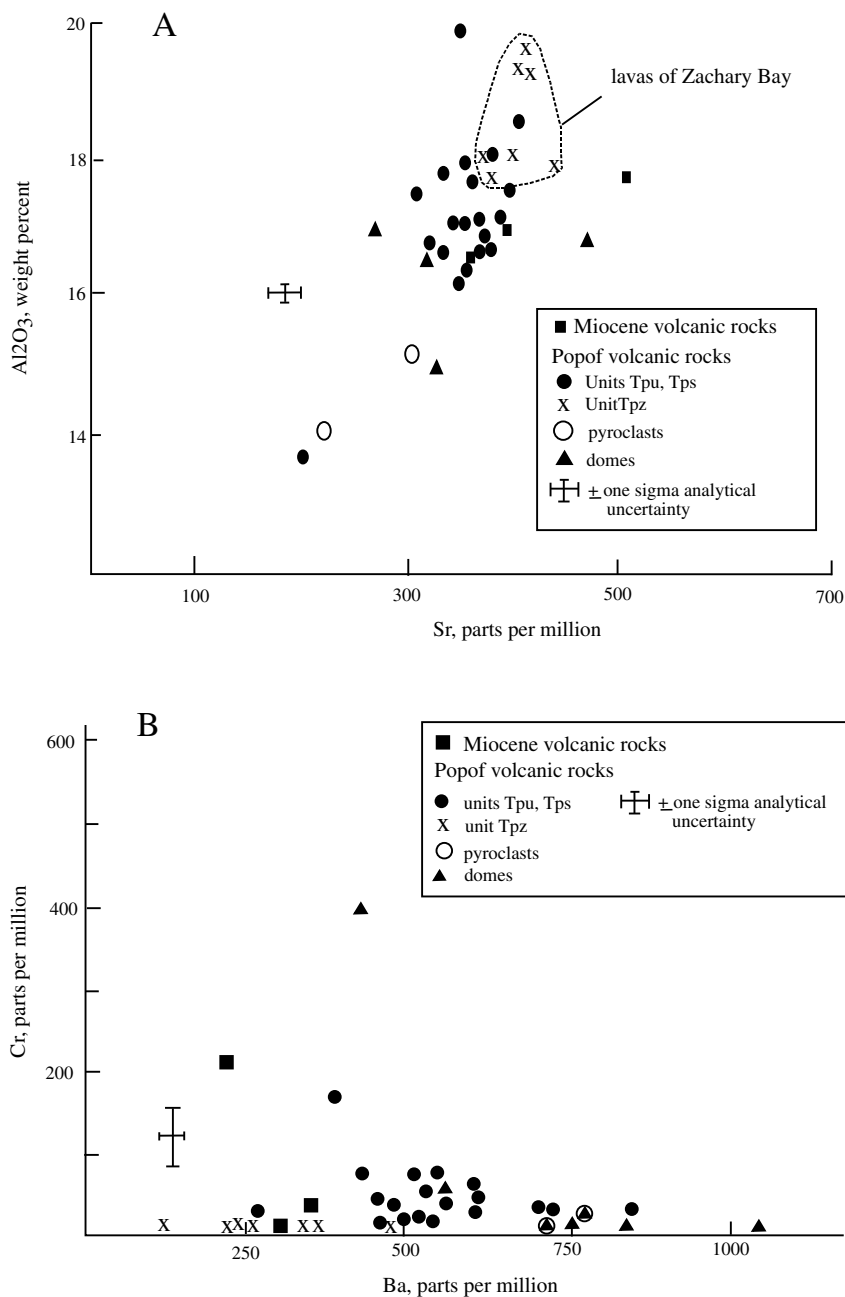 A
20
18
16
14
Al2O3, weight percent
lavas of Zachary Bay
Miocene volcanic rocks
Popof volcanic rocks
Units Tpu, Tps
x UnitTpz
pyroclasts
domes
± one sigma analytical
uncertainty
100
300
500
700
Sr, parts per million
B
600
400
200
Cr, parts per million
Miocene volcanic rocks
Popof volcanic rocks
units Tpu, Tps
x unit Tpz
pyroclasts
domes
± one sigma analytical
uncertainty
250
500
750
1000
Ba, parts per million